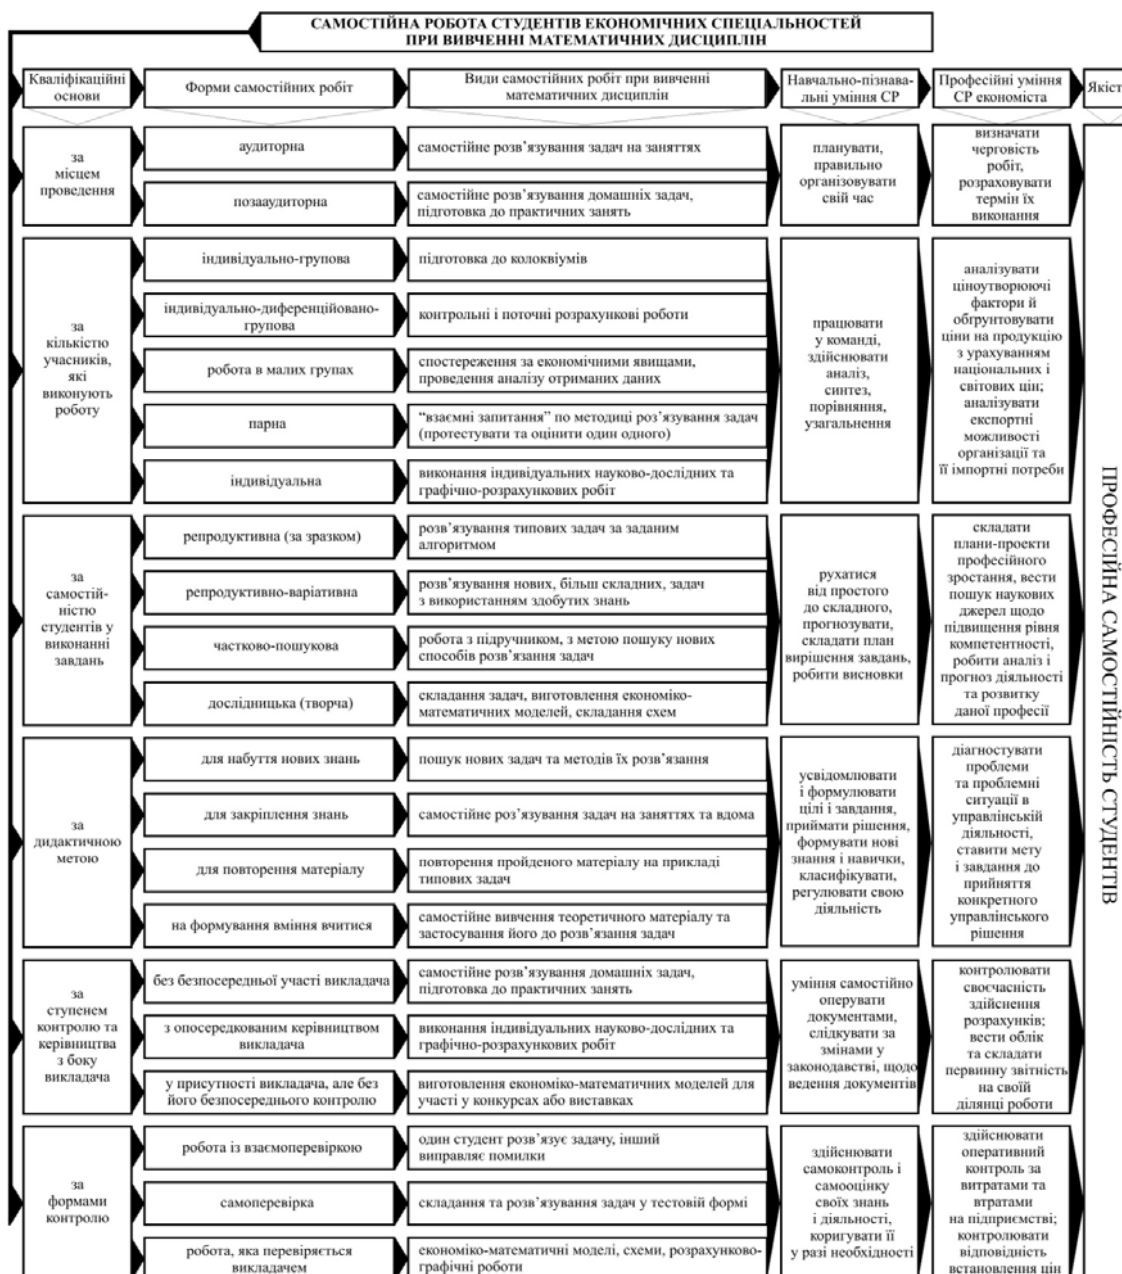 САМОСТІЙНА РОБОТА СТУДЕНТІВ ЕКОНОМІЧНИХ СПЕЦІАЛЬНОСТЕЙ
ПРИ ВИВЧЕННІ МАТЕМАТИЧНИХ ДИСЦИПЛІН
Кваліфікаційні
основи
Форми самостійних робіт
Види самостійних робіт при вивченні
математичних дисциплін
Навчально-пізнава-
льні уміння СР
Професійні уміння
СР економіста
Якіст
за
місцем
проведення
аудиторна
самостійне розв’язування задач на заняттях
позааудиторна
самостійне розв’язування домашніх задач,
підготовка до практичних занять
планувати,
правильно
організовувати
свій час
визначати
черговість
робіт,
розраховувати
термін їх
виконання
за
кількістю
учасників,
які
виконують
роботу
індивідуально-групова
підготовка до колоквіумів
індивідуально-диференційовано-
групова
контрольні і поточні розрахункові роботи
робота в малих групах
спостереження за економічними явищами,
проведення аналізу отриманих даних
парна
“взаємні запитання” по методиці роз’язування задач
(протестувати та оцінити один одного)
індивідуальна
виконання індивідуальних науково-дослідних та
графічно-розрахункових робіт
працювати
у команді,
здійснювати
аналіз,
синтез,
порівняння,
узагальнення
аналізувати
ціноутворюючі
фактори й
обґрунтовувати
ціни на продукцію
з урахуванням
національних і
світових цін;
аналізувати
експортні
можливості
організації та
її імпортні потреби
за
самостій-
ністю
студентів у
виконанні
завдань
репродуктивна (за зразком)
розв’язування типових задач за заданим
алгоритмом
репродуктивно-варіативна
розв’язування нових, більш складних, задач
з використанням здобутих знань
частково-пошукова
робота з підручником, з метою пошуку нових
способів розв’язання задач
дослідницька (творча)
складання задач, виготовлення економіко-
математичних моделей, складання схем
рухатися
від простого
до складного,
прогнозувати,
складати план
вирішення завдань,
робити висновки
складати
плани-проекти
професійного
зростання, вести
пошук наукових
джерел щодо
підвищення рівня
компетентності,
робити аналіз і
прогноз діяльності
та розвитку
даної професії
за
дидактичною
метою
для набуття нових знань
пошук нових задач та методів їх розв’язання
для закріплення знань
самостійне роз’язування задач на заняттях та вдома
для повторення матеріалу
повторення пройденого матеріалу на прикладі
типових задач
на формування вміння вчитися
самостійне вивчення теоретичного матеріалу та
застосування його до розв’язання задач
усвідомлювати
і формулювати
цілі і завдання,
приймати рішення,
формувати нові
знання і навички,
класифікувати,
регулювати свою
діяльність
діагностувати
проблеми
та проблемні
ситуації в
управлінській
діяльності,
ставити мету
і завдання до
прийняття
конкретного
управлінського
рішення
за
ступенем
контролю та
керівництва
з боку
викладача
без безпосередньої участі викладача
самостійне розв’язування домашніх задач,
підготовка до практичних занять
з опосередкованим керівництвом
викладача
виконання індивідуальних науково-дослідних та
графічно-розрахункових робіт
у присутності викладача, але без
його безпосереднього контролю
виготовлення економіко-математичних моделей для
участі у конкурсах або виставках
уміння самостійно
оперувати
документами,
слідкувати за
змінами у
законодавстві, щодо
ведення документів
контролювати
своєчасність
здійснення
розрахунків;
вести облік
та складати
первинну звітність
на своїй
ділянці роботи
за
формами
контролю
робота із взаємоперевіркою
один студент розв’язує задачу, інший
виправляє помилки
самоперевірка
складання та розв’язування задач у тестовій формі
робота, яка перевіряється
викладачем
економіко-математичні моделі, схеми, розрахунково-
графічні роботи
здійснювати
самоконтроль і
самооцінку
своїх знань
і діяльності,
коригувати її
у разі необхідності
здійснювати
оперативний
контроль за
витратами та
втратами
на підприємстві;
контролювати
відповідність
встановлення цін
ПРОФЕСІЙНА САМОСТІЙНІСТЬ СТУДЕНТІВ